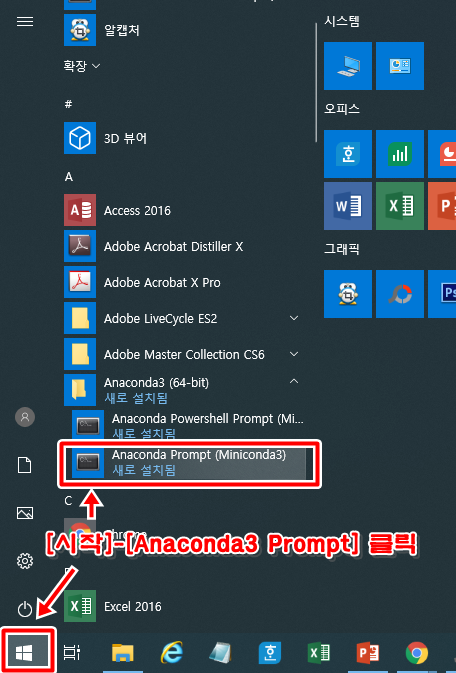 알캡처
확장
#
3D 뷰어
A
Access 2016
Adobe Acrobat Distiller X
Adobe Acrobat X Pro
Adobe LiveCycle ES2
Adobe Master Collection CS6
Anaconda3 (64-bit)
새로 설치됨
Anaconda Powershell Prompt (Mi...
새로 설치됨
Anaconda Prompt (Miniconda3)
새로 설치됨
C
[시작]-[Anaconda3 Prompt] 클릭
Excel 2016
시스템
오피스
그래픽
Ps